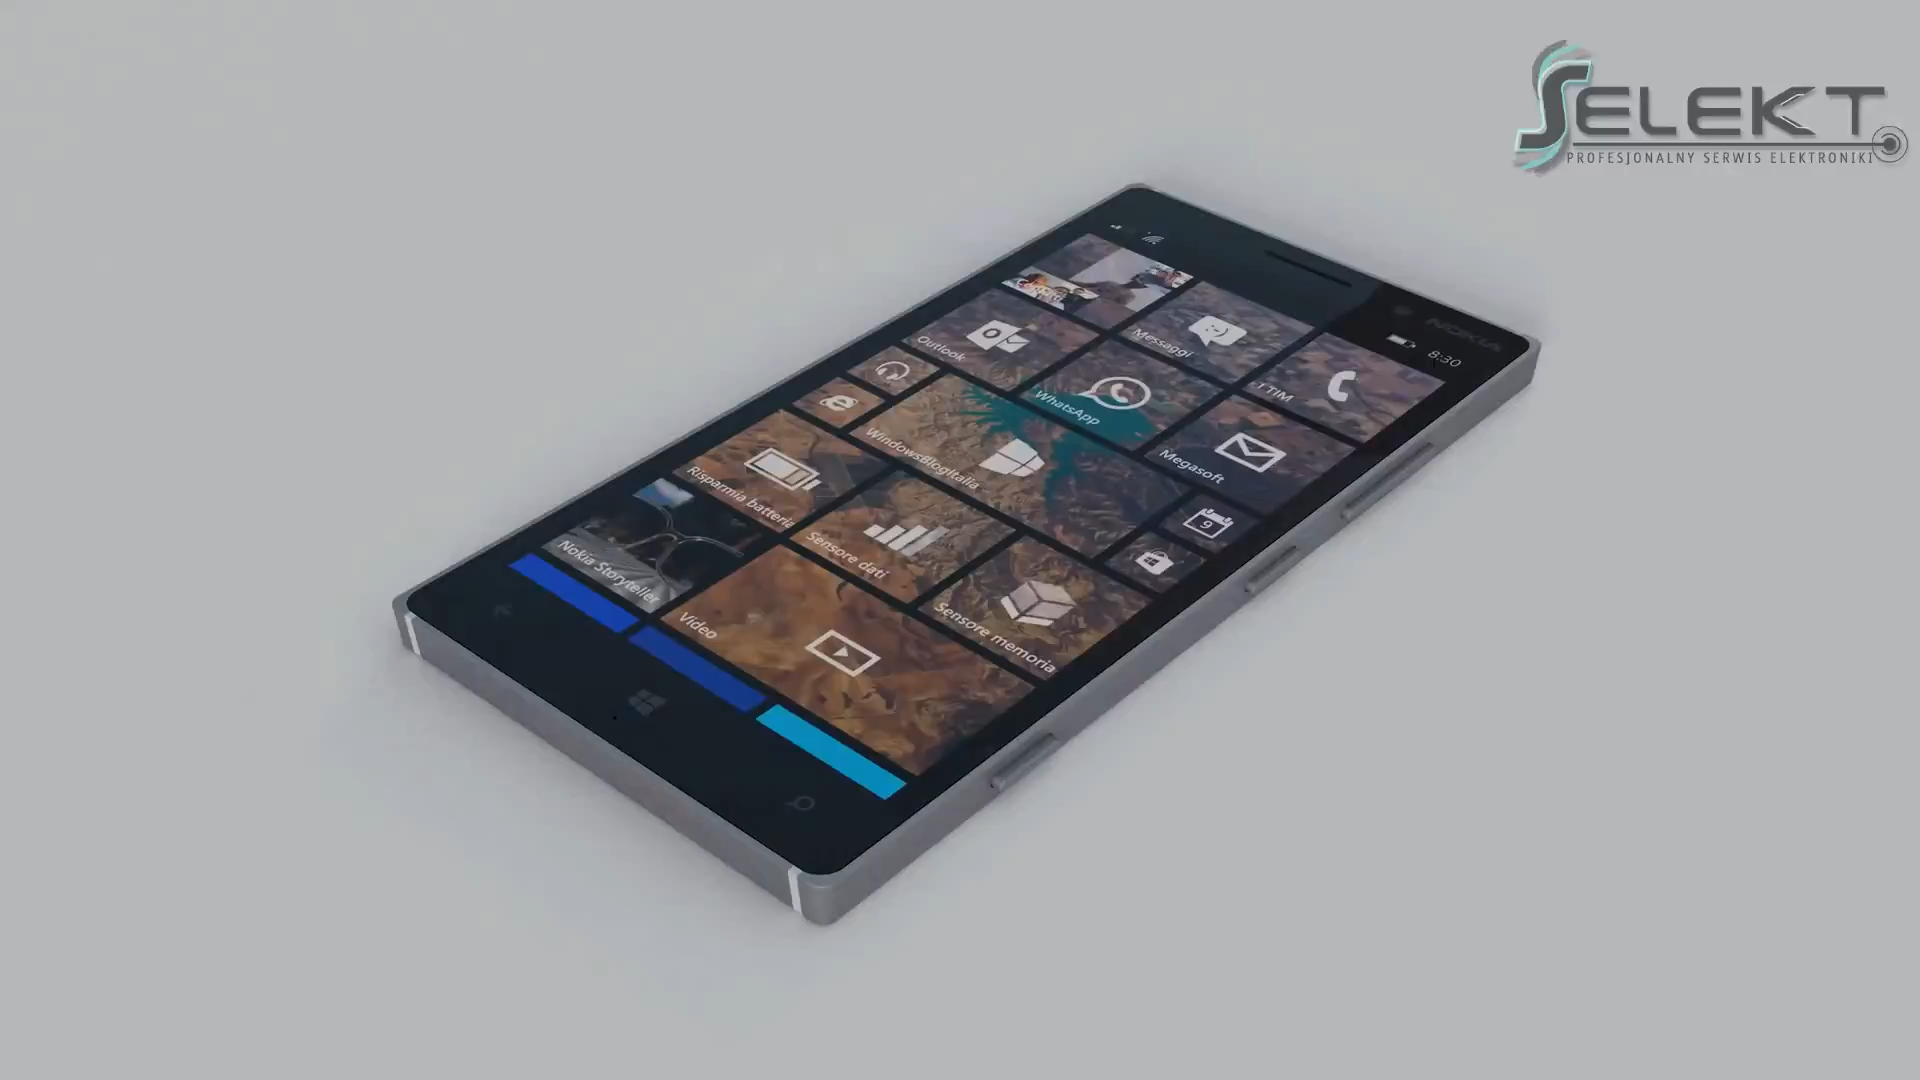 SELEKT
PROFESJONALNY SERWIS ELEKTRONIKI
NOKIA
8:30
Messaggi
TIM
Outlook
WhatsApp
Megasoft
WindowsBlogItalia
9
Risparmia batteria
Sensore dati
Sensore memoria
Nokia Storyteller
Video